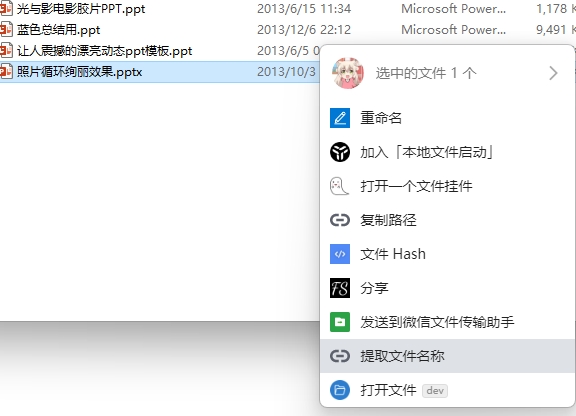 光与影电影胶片PPT.ppt 2013/6/15 11:34 Microsoft Power... 1,178 K
蓝色总结用.ppt 2013/12/6 22:12 Microsoft Power... 9,491 K
让人震撼的漂亮动态ppt模板.ppt 2013/6/5 0
照片循环绚丽效果.pptx 2013/10/3
选中的文件 1 个
重命名
加入「本地文件启动」
打开一个文件挂件
复制路径
文件 Hash
FS 分享
发送到微信文件传输助手
提取文件名称
打开文件 dev